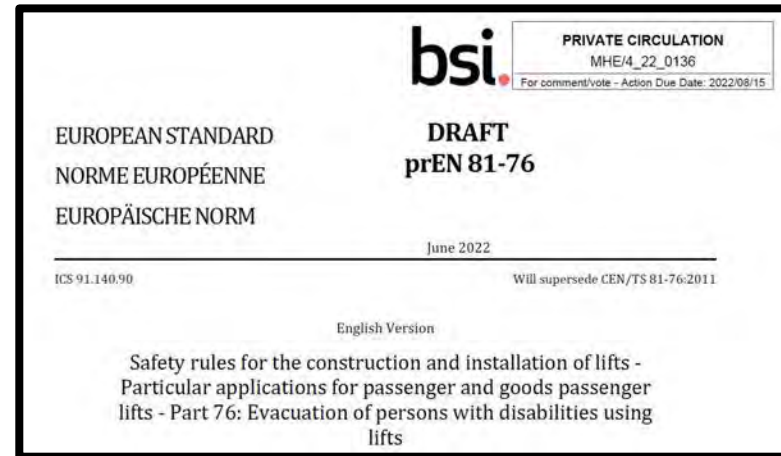 bsi.
PRIVATE CIRCULATION
MHE/4_22_0136
For comment/vote - Action Due Date: 2022/08/15
EUROPEAN STANDARD
NORME EUROPÉENNE
EUROPÄISCHE NORM
DRAFT
prEN 81-76
June 2022
ICS 91.140.90
Will supersede CEN/TS 81-76:2011
English Version
Safety rules for the construction and installation of lifts -
Particular applications for passenger and goods passenger
lifts - Part 76: Evacuation of persons with disabilities using
lifts